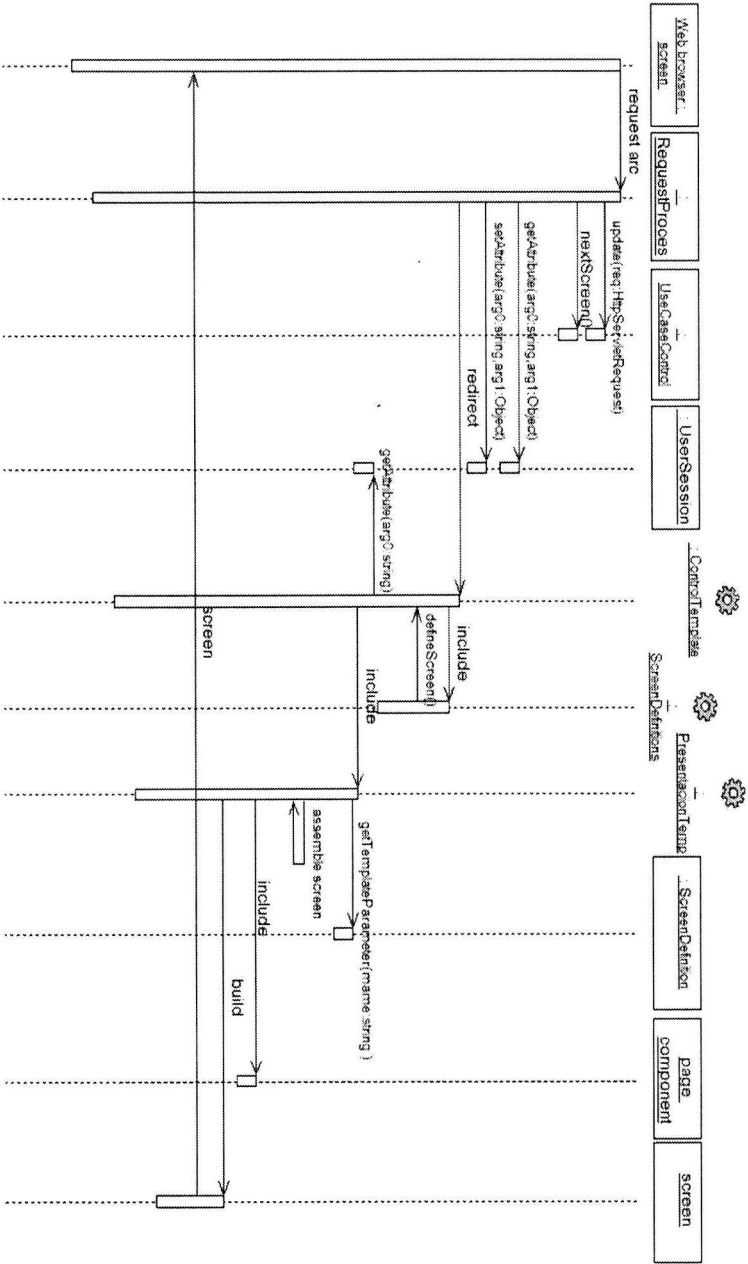 Web browser :
screen
:
RequestProces
:
UseCaseControl
: UserSession
: ControlTemplate
:
ScreenDefinitions
:
PresentacionTemp
: ScreenDefinition
page
component
screen
request arc
update(req:HttpServletRequest)
nextScreen()
getAttribute(arg0:string,arg1:Object)
setAttribute(arg0:string,arg1:Object)
redirect
include
defineScreen()
getAttribute(arg0:string)
include
getTemplateParameter(mame:string )
assemble screen
include
build
screen